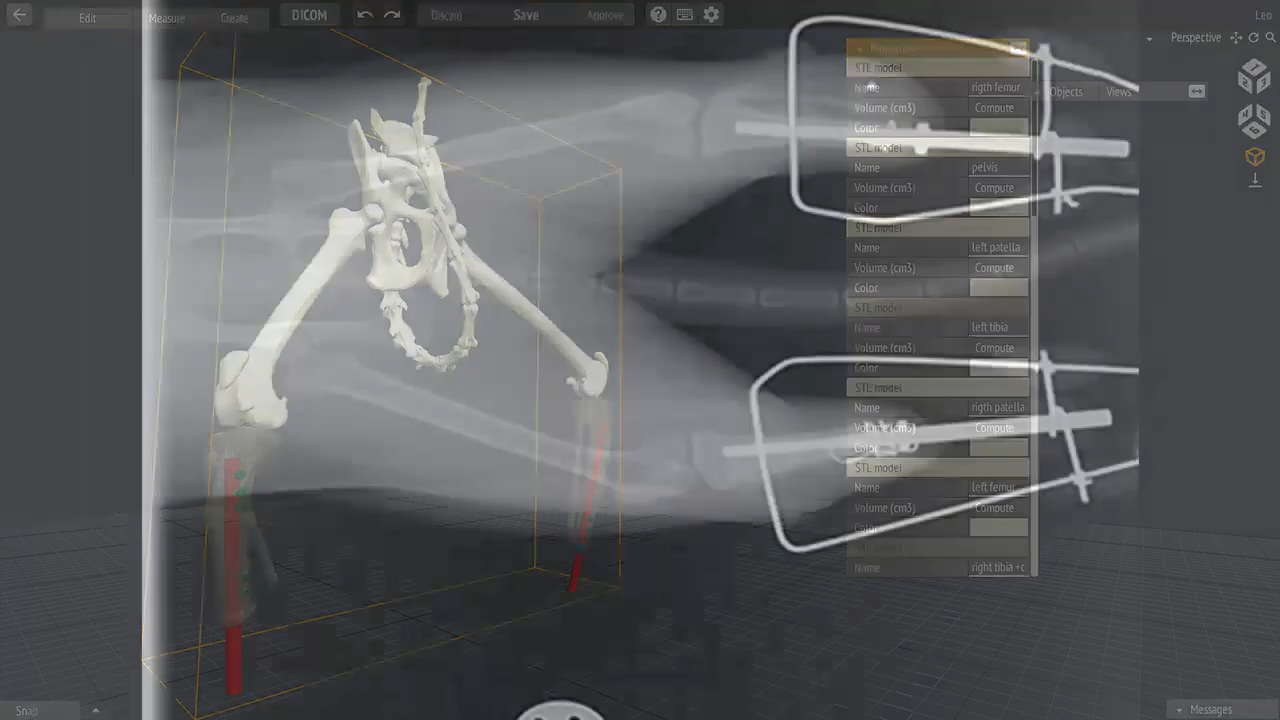 Edit
Measure
Create
DICOM
Discard
Save
Approve
Leo
Perspective
Objects
Views
STL model
Name
rigth femur
Volume (cm3)
Compute
Color
STL model
Name
pelvis
Volume (cm3)
Compute
Color
STL model
Name
left patella
Volume (cm3)
Compute
Color
STL model
Name
left tibia
Volume (cm3)
Compute
Color
STL model
Name
rigth patella
Volume (cm3)
Compute
Color
STL model
Name
left femur
Volume (cm3)
Compute
Color
STL model
Name
right tibia +c
Snap
Messages